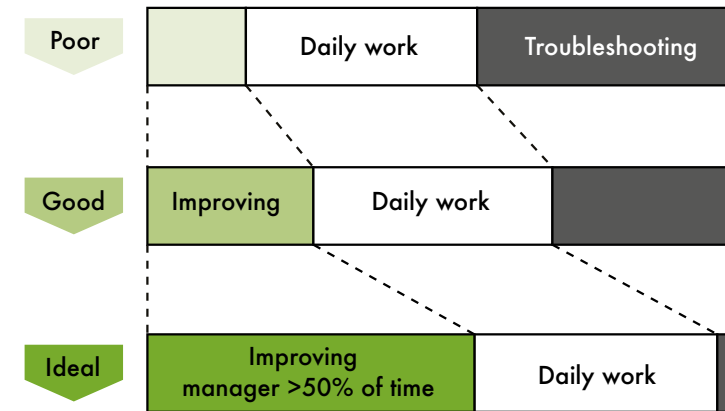 Poor
Daily work
Troubleshooting
Good
Improving
Daily work
Ideal
Improving
manager >50% of time
Daily work